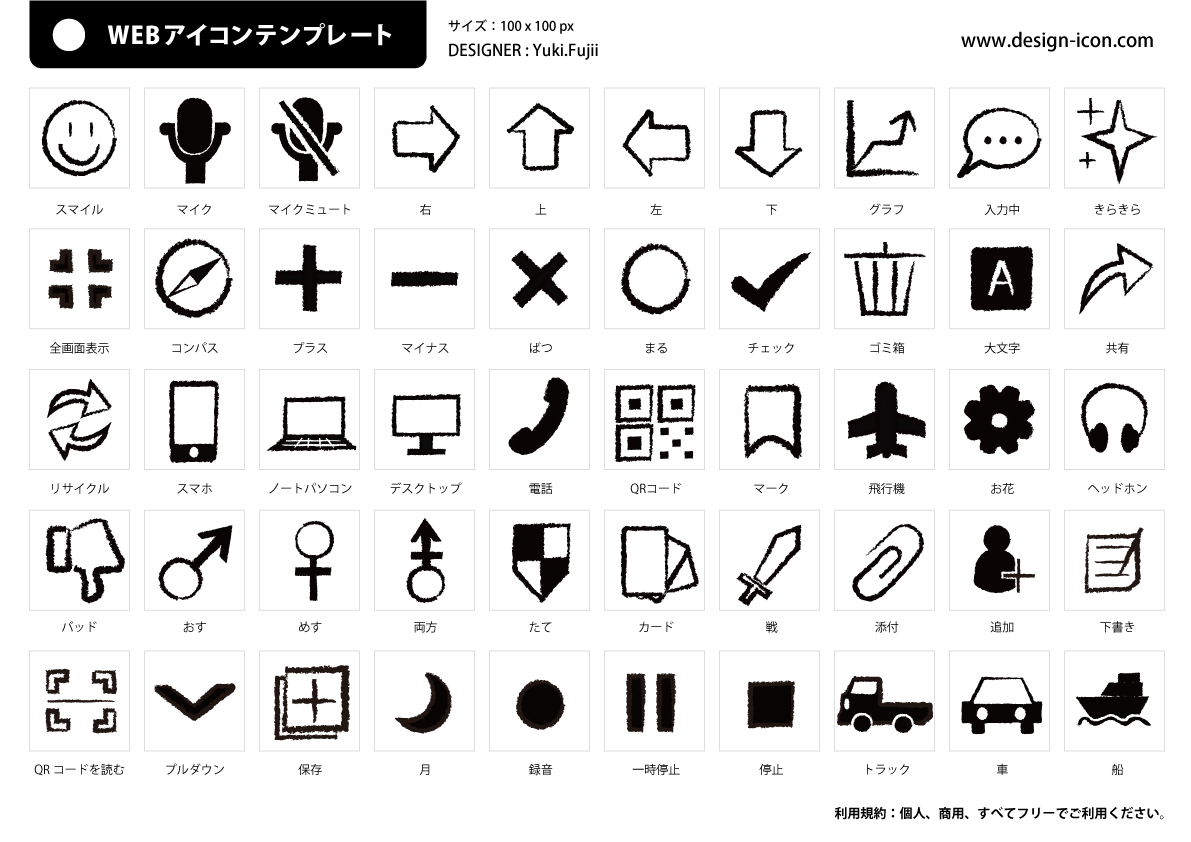 WEBアイコンテンプレート
サイズ：100 x 100 px
DESIGNER : Yuki.Fujii
www.design-icon.com
スマイル
マイク
マイクミュート
右
上
左
下
グラフ
入力中
きらきら
A
全画面表示
コンパス
プラス
マイナス
ばつ
まる
チェック
ゴミ箱
大文字
共有
リサイクル
スマホ
ノートパソコン
デスクトップ
電話
QRコード
マーク
飛行機
お花
ヘッドホン
バッド
おす
めす
両方
たて
カード
戦
添付
追加
下書き
QR コードを読む
プルダウン
保存
月
録音
一時停止
停止
トラック
車
船
利用規約：個人、商用、すべてフリーでご利用ください。